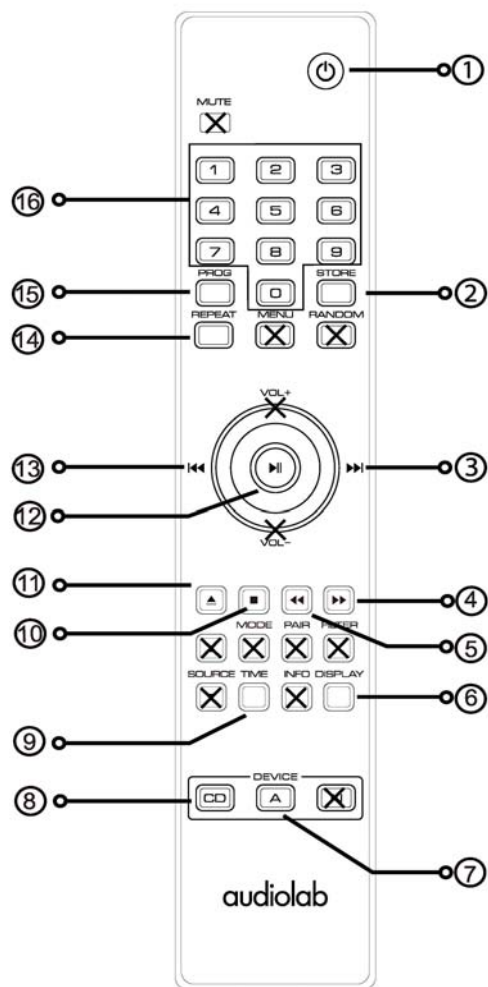 ①
MUTE
1 2 3
⑯
4 5 6
7 8 9
PROG STORE
⑮ 0 ②
REPEAT MENU RANDOM
⑭
VOL+
⑬ ③
⑫
VOL-
⑪ ④
⑩ MODE PAIR FILTER ⑤
SOURCE TIME INFO DISPLAY
⑥
⑨
DEVICE
⑧ CD A
⑦
audiolab